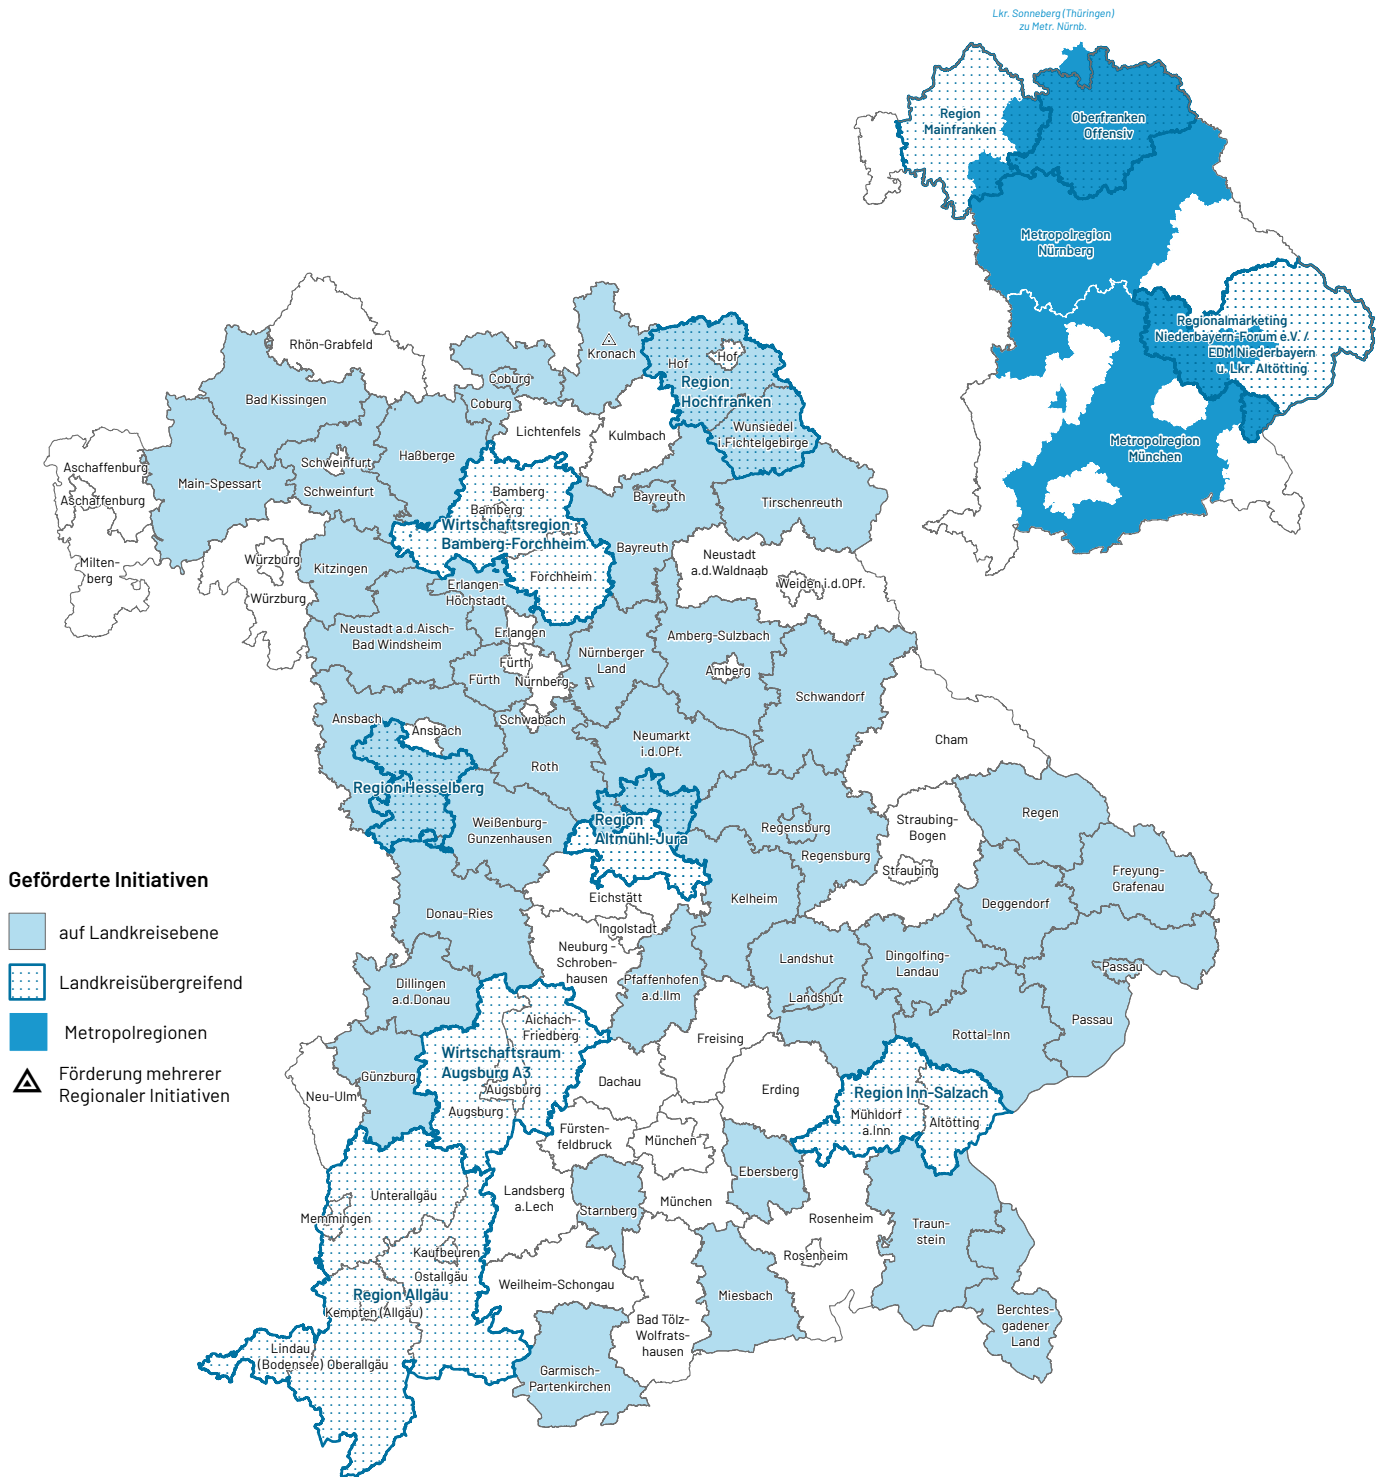 Lkr. Sonneberg (Thüringen)
zu Metr. Nürnb.
Region
Mainfranken
Oberfranken
Offensiv
Metropolregion
Nürnberg
Regionalmarketing
Niederbayern-Forum e.V. /
EDM Niederbayern
u. Lkr. Altötting
Metropolregion
München
Rhön-Grabfeld
Kronach
Hof
Hof
Region
Hochfranken
Coburg
Coburg
Bad Kissingen
Lichtenfels
Kulmbach
Wunsiedel
i.Fichtelgebirge
Haßberge
Schweinfurt
Schweinfurt
Aschaffenburg
Aschaffenburg
Main-Spessart
Bamberg
Bamberg
Wirtschaftsregion
Bamberg-Forchheim
Bayreuth
Bayreuth
Tirschenreuth
Milten-
berg
Würzburg
Würzburg
Kitzingen
Forchheim
Neustadt
a.d.Waldnaab
Weiden i.d.OPf.
Erlangen-
Höchstadt
Erlangen
Neustadt a.d.Aisch-
Bad Windsheim
Nürnberger
Land
Amberg-Sulzbach
Amberg
Fürth
Fürth
Nürnberg
Schwandorf
Ansbach
Ansbach
Schwabach
Neumarkt
i.d.OPf.
Cham
Roth
Region Hesselberg
Weißenburg-
Gunzenhausen
Region
Altmühl-Jura
Regensburg
Regensburg
Straubing-
Bogen
Straubing
Regen
Freyung-
Grafenau
Geförderte Initiativen
auf Landkreisebene
Landkreisübergreifend
Metropolregionen
Förderung mehrerer
Regionaler Initiativen
Eichstätt
Kelheim
Deggendorf
Donau-Ries
Ingolstadt
Neuburg -
Schroben-
hausen
Pfaffenhofen
a.d.Ilm
Landshut
Landshut
Dingolfing-
Landau
Passau
Passau
Dillingen
a.d.Donau
Aichach-
Friedberg
Freising
Rottal-Inn
Wirtschaftsraum
Augsburg A3
Augsburg
Augsburg
Günzburg
Neu-Ulm
Dachau
Erding
Region Inn-Salzach
Mühldorf
a.Inn
Altötting
Fürsten-
feldbruck
München
München
Ebersberg
Landsberg
a.Lech
Starnberg
Unterallgäu
Memmingen
Kaufbeuren
Ostallgäu
Region Allgäu
Kempten (Allgäu)
Lindau
(Bodensee)
Oberallgäu
Weilheim-Schongau
Rosenheim
Rosenheim
Traun-
stein
Miesbach
Bad Tölz-
Wolfrats-
hausen
Berchtes-
gadener
Land
Garmisch-
Partenkirchen